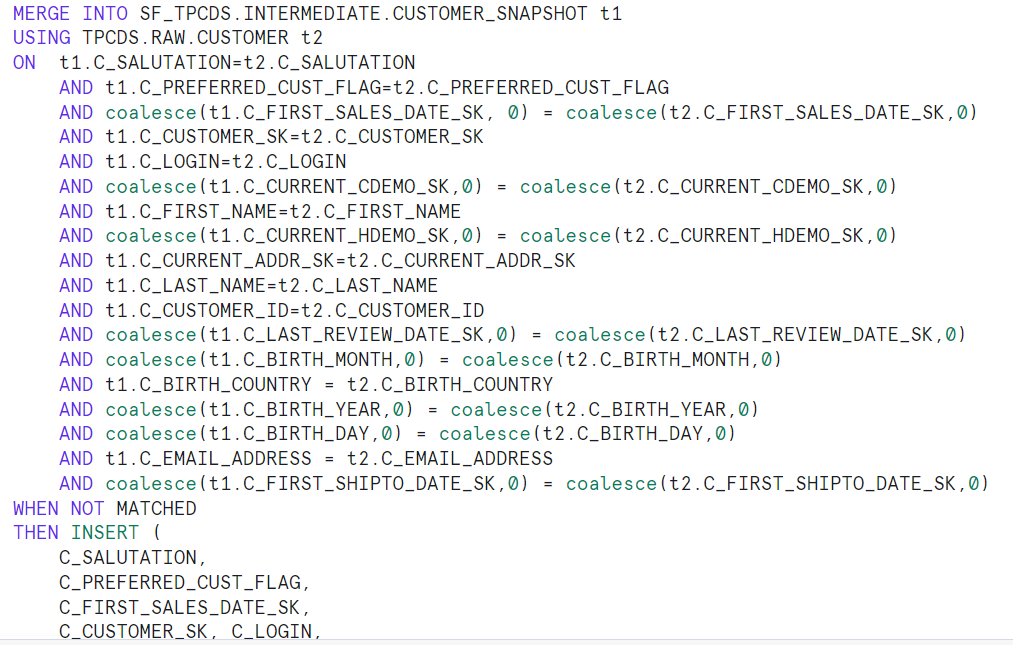 MERGE INTO SF_TPCDS.INTERMEDIATE.CUSTOMER_SNAPSHOT t1
USING TPCDS.RAW.CUSTOMER t2
ON  t1.C_SALUTATION=t2.C_SALUTATION
    AND t1.C_PREFERRED_CUST_FLAG=t2.C_PREFERRED_CUST_FLAG
    AND coalesce(t1.C_FIRST_SALES_DATE_SK, 0) = coalesce(t2.C_FIRST_SALES_DATE_SK,0)
    AND t1.C_CUSTOMER_SK=t2.C_CUSTOMER_SK
    AND t1.C_LOGIN=t2.C_LOGIN
    AND coalesce(t1.C_CURRENT_CDEMO_SK,0) = coalesce(t2.C_CURRENT_CDEMO_SK,0)
    AND t1.C_FIRST_NAME=t2.C_FIRST_NAME
    AND coalesce(t1.C_CURRENT_HDEMO_SK,0) = coalesce(t2.C_CURRENT_HDEMO_SK,0)
    AND t1.C_CURRENT_ADDR_SK=t2.C_CURRENT_ADDR_SK
    AND t1.C_LAST_NAME=t2.C_LAST_NAME
    AND t1.C_CUSTOMER_ID=t2.C_CUSTOMER_ID
    AND coalesce(t1.C_LAST_REVIEW_DATE_SK,0) = coalesce(t2.C_LAST_REVIEW_DATE_SK,0)
    AND coalesce(t1.C_BIRTH_MONTH,0) = coalesce(t2.C_BIRTH_MONTH,0)
    AND t1.C_BIRTH_COUNTRY = t2.C_BIRTH_COUNTRY
    AND coalesce(t1.C_BIRTH_YEAR,0) = coalesce(t2.C_BIRTH_YEAR,0)
    AND coalesce(t1.C_BIRTH_DAY,0) = coalesce(t2.C_BIRTH_DAY,0)
    AND t1.C_EMAIL_ADDRESS = t2.C_EMAIL_ADDRESS
    AND coalesce(t1.C_FIRST_SHIPTO_DATE_SK,0) = coalesce(t2.C_FIRST_SHIPTO_DATE_SK,0)
WHEN NOT MATCHED
THEN INSERT (
    C_SALUTATION,
    C_PREFERRED_CUST_FLAG,
    C_FIRST_SALES_DATE_SK,
    C_CUSTOMER_SK, C_LOGIN,